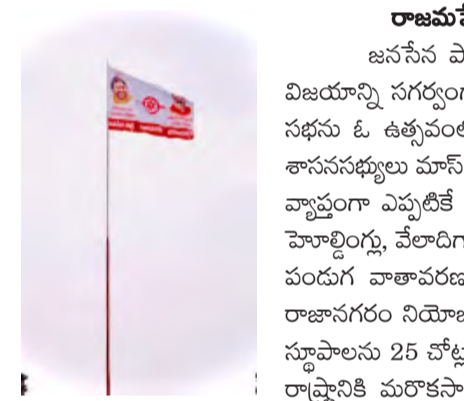 రాజమహే
జనసేన పా
విజయాన్ని సగర్వంగ
సభను ఓ ఉత్సవంల
శాసనసభ్యులు మాస్
వ్యాప్తంగా ఎప్పటికే
హెూల్డింగ్లు, వేలాదిగ
పండుగ వాతావరణ
రాజానగరం నియోజ
స్థూపాలను 25 చోట్ల
రాష్ట్రానికి మరొకసా